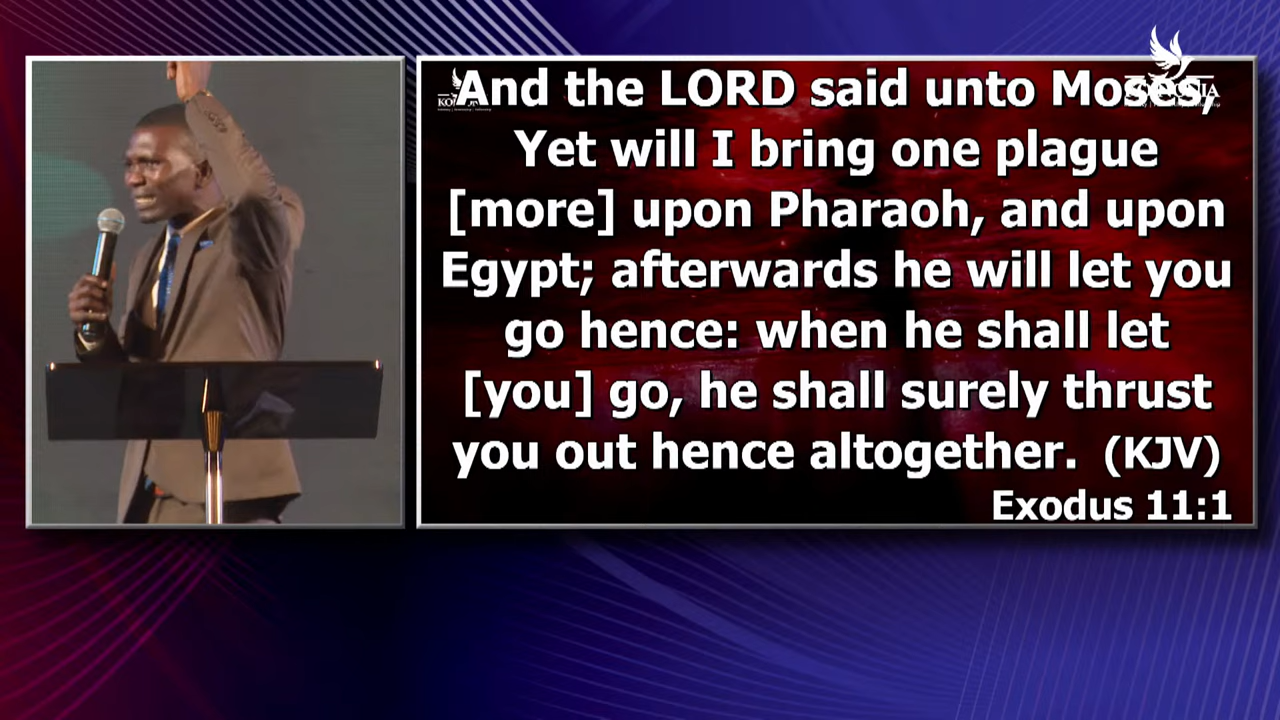 And the LORD said unto Moses,
Yet will I bring one plague
[more] upon Pharaoh, and upon
Egypt; afterwards he will let you
go hence: when he shall let
[you] go, he shall surely thrust
you out hence altogether. (KJV)
Exodus 11:1